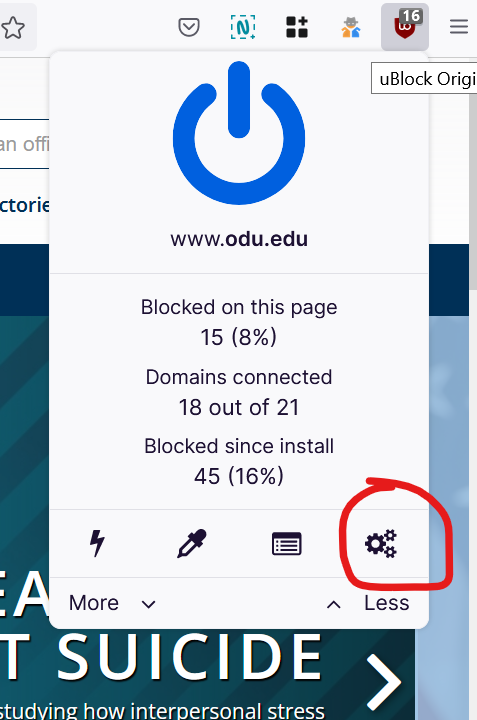 16
uBlock Origi
an offi
ctorie
www.odu.edu
Blocked on this page
15 (8%)
Domains connected
18 out of 21
Blocked since install
45 (16%)
More
Less
EA
T SUICIDE
studying how interpersonal stress